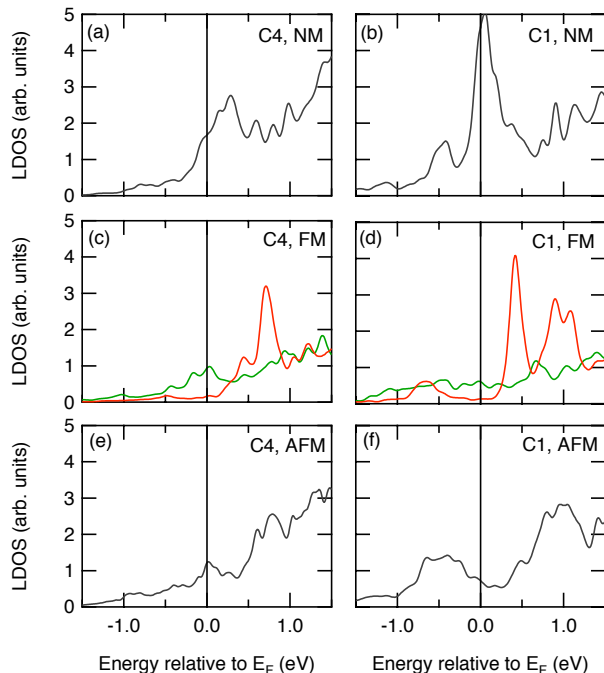 (a) C4, NM
(b) C1, NM
LDOS (arb. units)
5
4
3
2
1
0
(c) C4, FM
(d) C1, FM
LDOS (arb. units)
5
4
3
2
1
0
(e) C4, AFM
(f) C1, AFM
LDOS (arb. units)
5
4
3
2
1
0
-1.0 0.0 1.0
-1.0 0.0 1.0
Energy relative to E_F (eV)
Energy relative to E_F (eV)